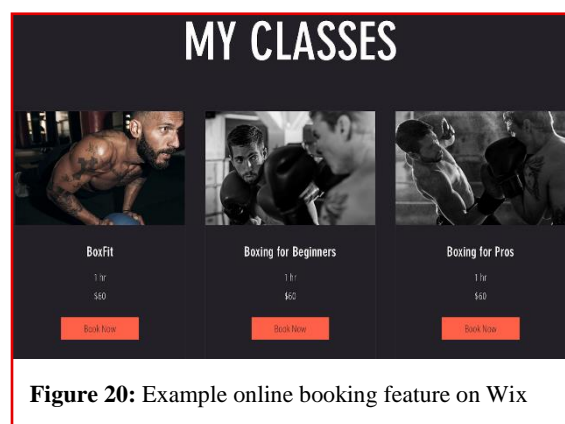 MY CLASSES
BoxFit
1 hr
$60
Book Now
Boxing for Beginners
1 hr
$60
Book Now
Boxing for Pros
1 hr
$60
Book Now
Figure 20: Example online booking feature on Wix